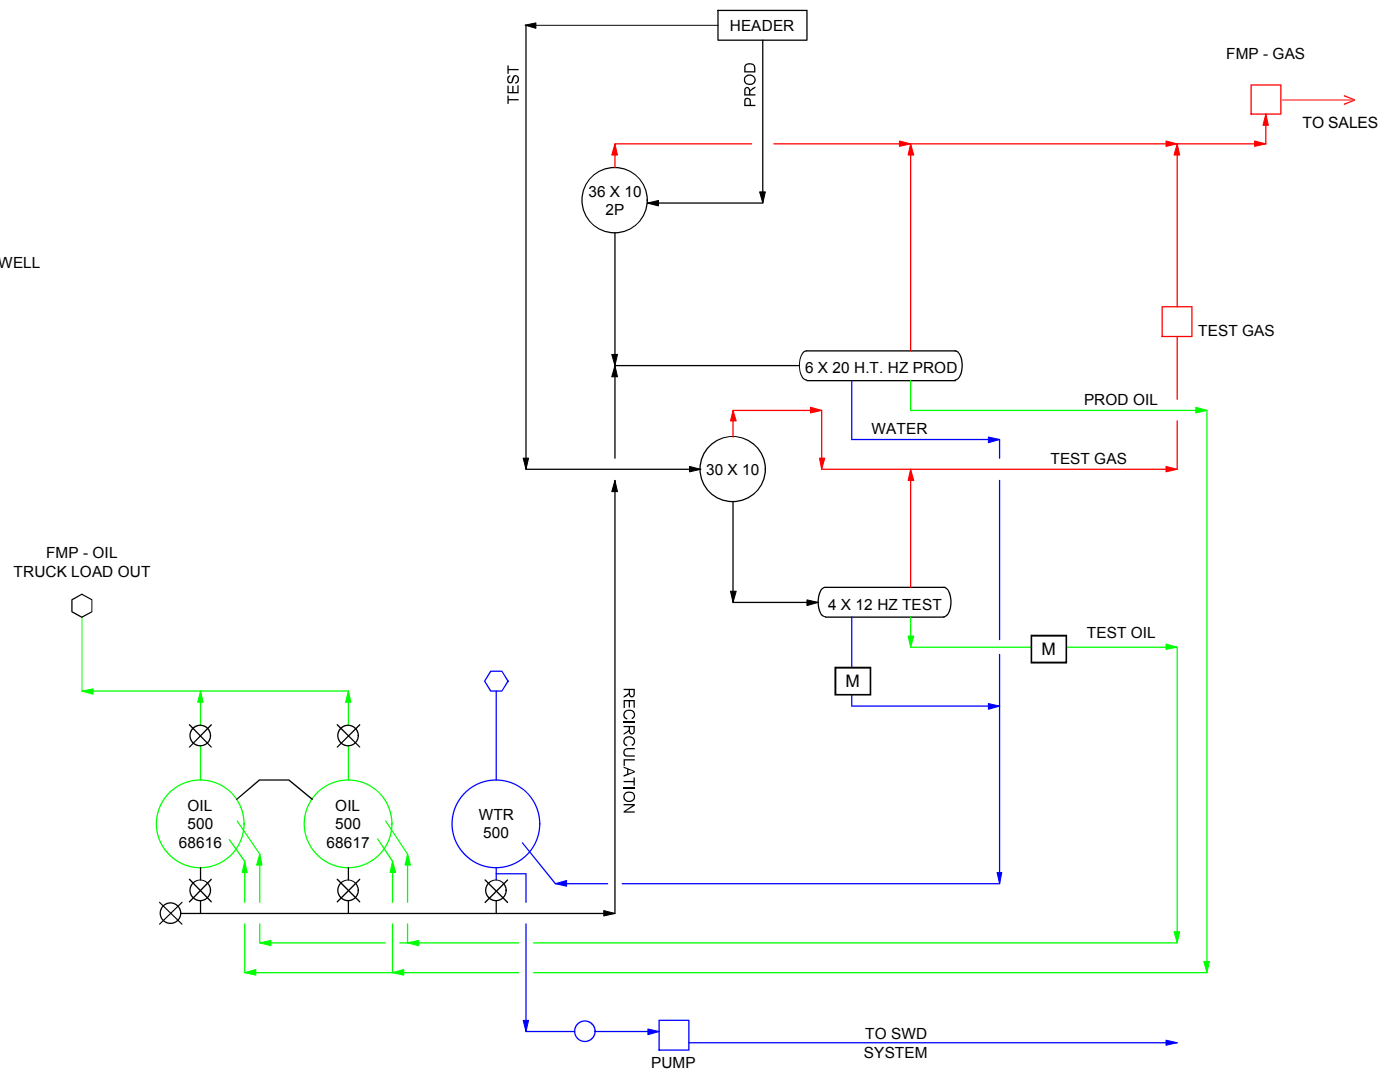 HEADER
FMP - GAS
TEST
PROD
TO SALES
36 X 10
2P
WELL
TEST GAS
6 X 20 H.T. HZ PROD
PROD OIL
WATER
TEST GAS
30 X 10
FMP - OIL
TRUCK LOAD OUT
4 X 12 HZ TEST
TEST OIL
M
M
RECIRCULATION
OIL
500
68616
OIL
500
68617
WTR
500
TO SWD
SYSTEM
PUMP